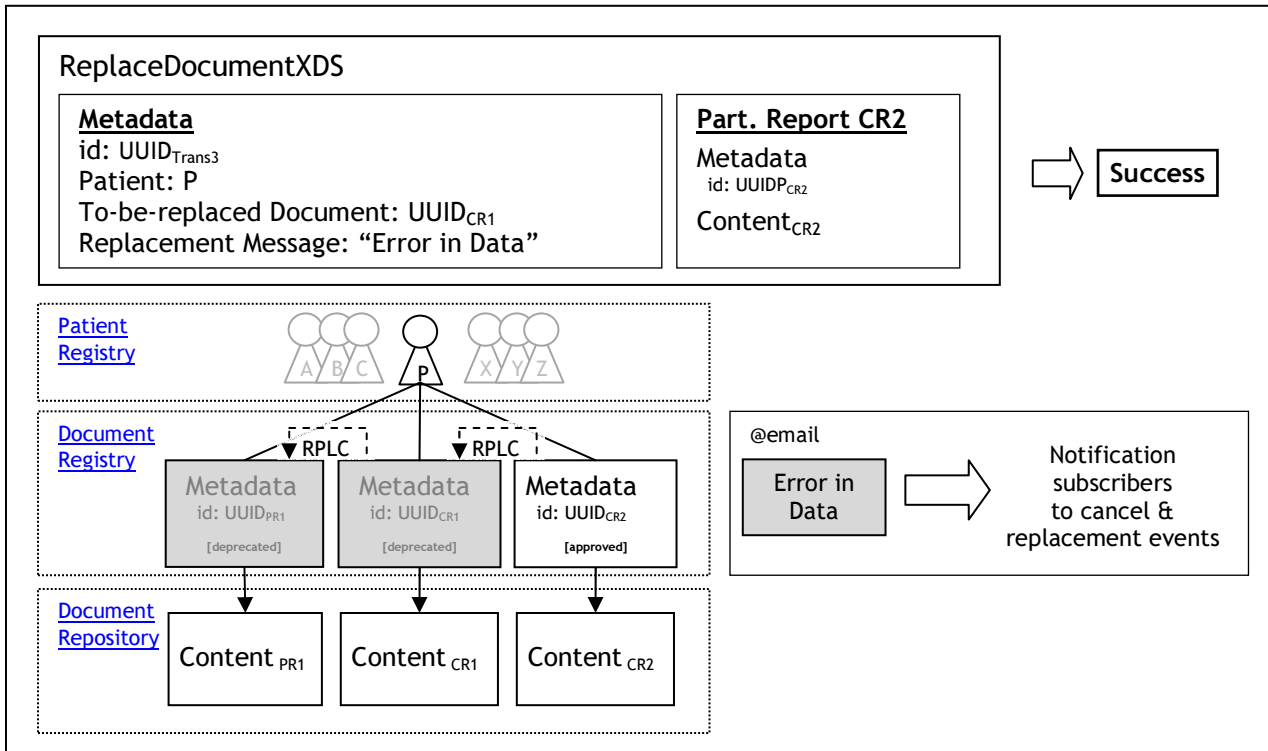 ReplaceDocumentXDS
Metadata
id: UUIDTrans3
Patient: P
To-be-replaced Document: UUIDCR1
Replacement Message: “Error in Data”
Part. Report CR2
Metadata
id: UUIDPCR2
ContentCR2
Success
Patient
Registry
A B C P X Y Z
Document
Registry
RPLC RPLC
Metadata
id: UUIDPR1
[deprecated]
Metadata
id: UUIDCR1
[deprecated]
Metadata
id: UUIDCR2
[approved]
@email
Error in
Data
Notification
subscribers
to cancel &
replacement events
Document
Repository
Content PR1
Content CR1
Content CR2